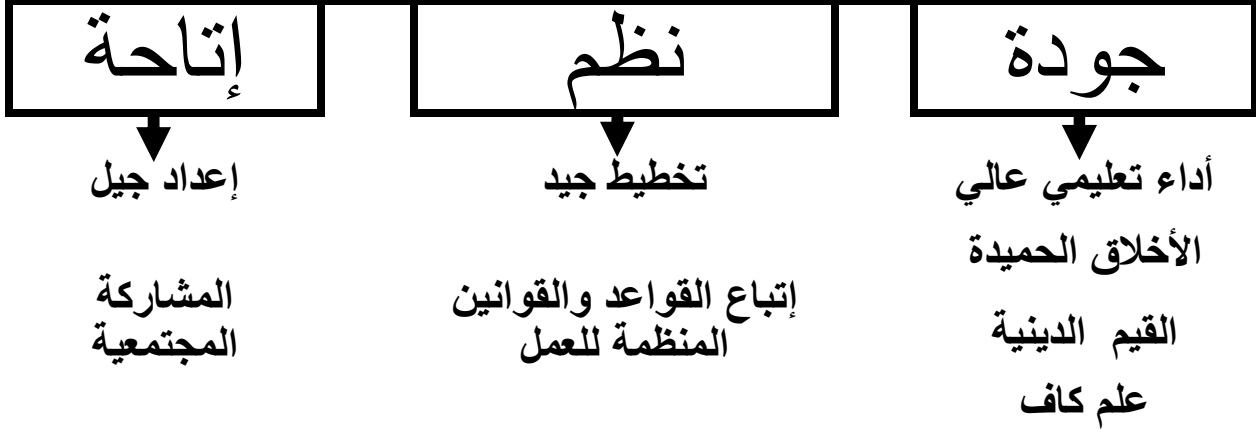 جودة
نظم
إتاحة
أداء تعليمي عالي
الأخلاق الحميدة
القيم الدينية
علم كاف
تخطيط جيد
إتباع القواعد والقوانين
المنظمة للعمل
إعداد جيل
المشاركة
المجتمعية